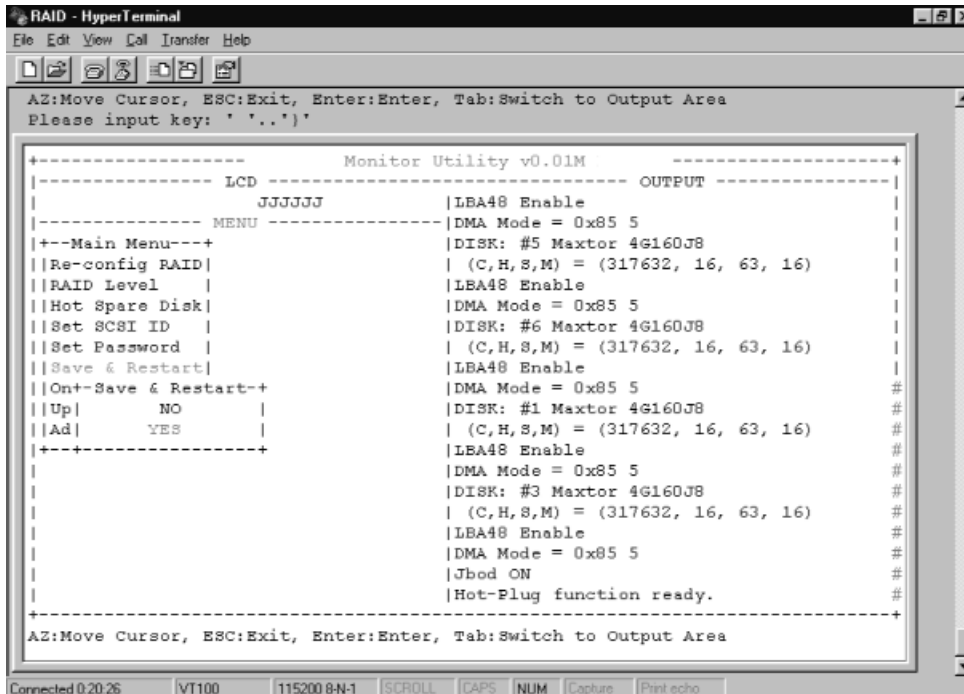 RAID - HyperTerminal
File Edit View Call Transfer Help
AZ:Move Cursor, ESC:Exit, Enter:Enter, Tab:Switch to Output Area
Please input key: ' '..'}'
+------------------- Monitor Utility v0.01M -------------------+
|---------------- LCD --------------------------------- OUTPUT ----------------|
| JJJJJJ |LBA48 Enable |
|--------------- MENU ----------------|DMA Mode = 0x85 5 |
|+--Main Menu---+ |DISK: #5 Maxtor 4G160J8 |
||Re-config RAID| | (C,H,S,M) = (317632, 16, 63, 16) |
||RAID Level | |LBA48 Enable |
||Hot Spare Disk| |DMA Mode = 0x85 5 |
||Set SCSI ID | |DISK: #6 Maxtor 4G160J8 |
||Set Password | | (C,H,S,M) = (317632, 16, 63, 16) |
||Save & Restart| |LBA48 Enable |
||On+-Save & Restart-+ |DMA Mode = 0x85 5 #
||Up| NO | |DISK: #1 Maxtor 4G160J8 #
||Ad| YES | | (C,H,S,M) = (317632, 16, 63, 16) #
|+--+----------------+ |LBA48 Enable #
| |DMA Mode = 0x85 5 #
| |DISK: #3 Maxtor 4G160J8 #
| | (C,H,S,M) = (317632, 16, 63, 16) #
| |LBA48 Enable #
| |DMA Mode = 0x85 5 #
| |Jbod ON #
| |Hot-Plug function ready. #
+------------------------------------------------------------------------------+
AZ:Move Cursor, ESC:Exit, Enter:Enter, Tab:Switch to Output Area
Connected 0:20:26 VT100 115200 8-N-1 SCROLL CAPS NUM Capture Print echo